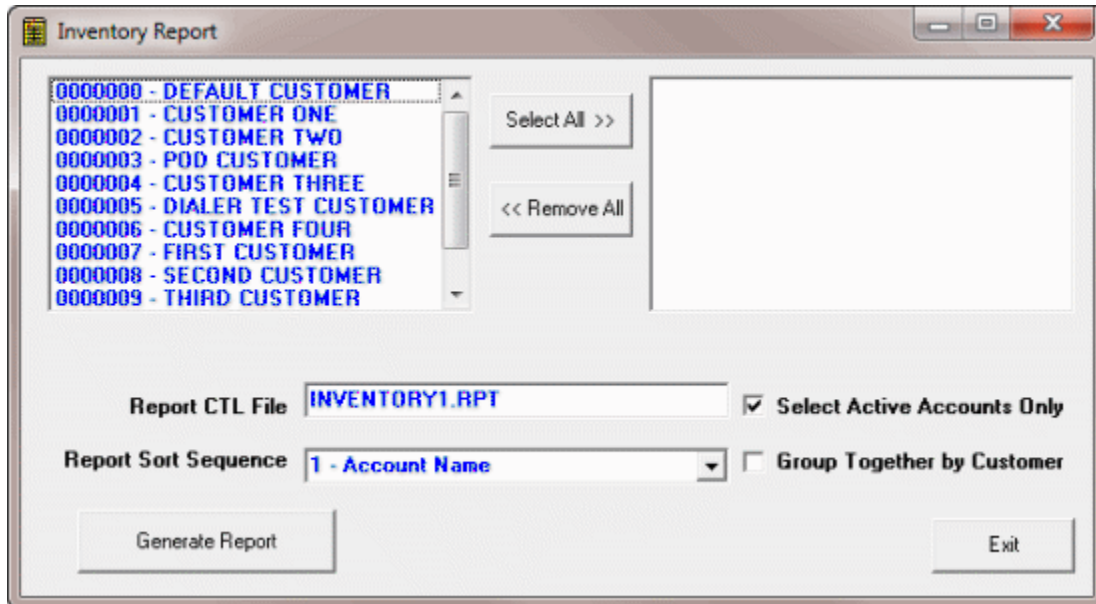 Inventory Report
0000000 - DEFAULT CUSTOMER
0000001 - CUSTOMER ONE
0000002 - CUSTOMER TWO
0000003 - POD CUSTOMER
0000004 - CUSTOMER THREE
0000005 - DIALER TEST CUSTOMER
0000006 - CUSTOMER FOUR
0000007 - FIRST CUSTOMER
0000008 - SECOND CUSTOMER
0000009 - THIRD CUSTOMER
Select All >>
<< Remove All
Report CTL File INVENTORY1.RPT Select Active Accounts Only
Report Sort Sequence 1 - Account Name Group Together by Customer
Generate Report Exit